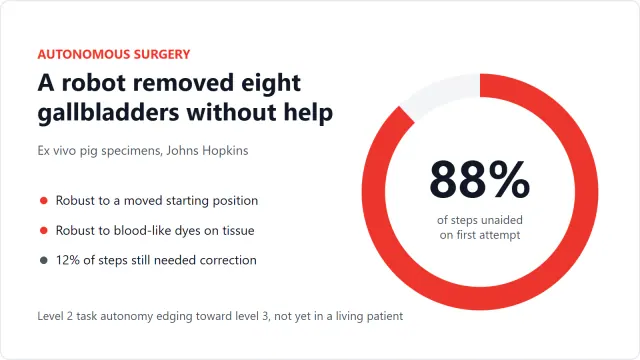 AUTONOMOUS SURGERY
A robot removed eight
gallbladders without help
Ex vivo pig specimens, Johns Hopkins
Robust to a moved starting position
Robust to blood-like dyes on tissue
12% of steps still needed correction
88%
of steps unaided
on first attempt
Level 2 task autonomy edging toward level 3, not yet in a living patient